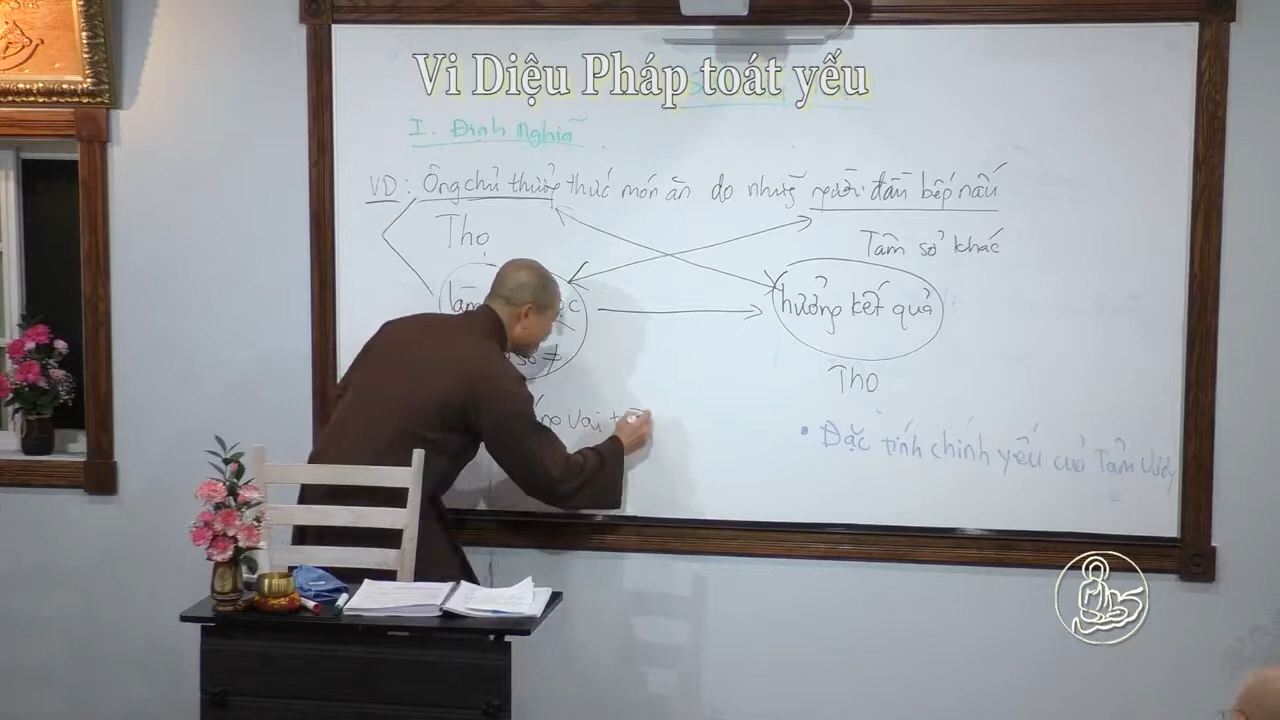 Vi Diệu Pháp toát yếu
I. Định Nghĩa
VD: Ông chủ thưởng thức món ăn do những người đầu bếp nấu
Thọ
Tâm sở khác
hưởng kết quả
Thọ
vai
• Đặc tính chính yếu của Tâm Vương